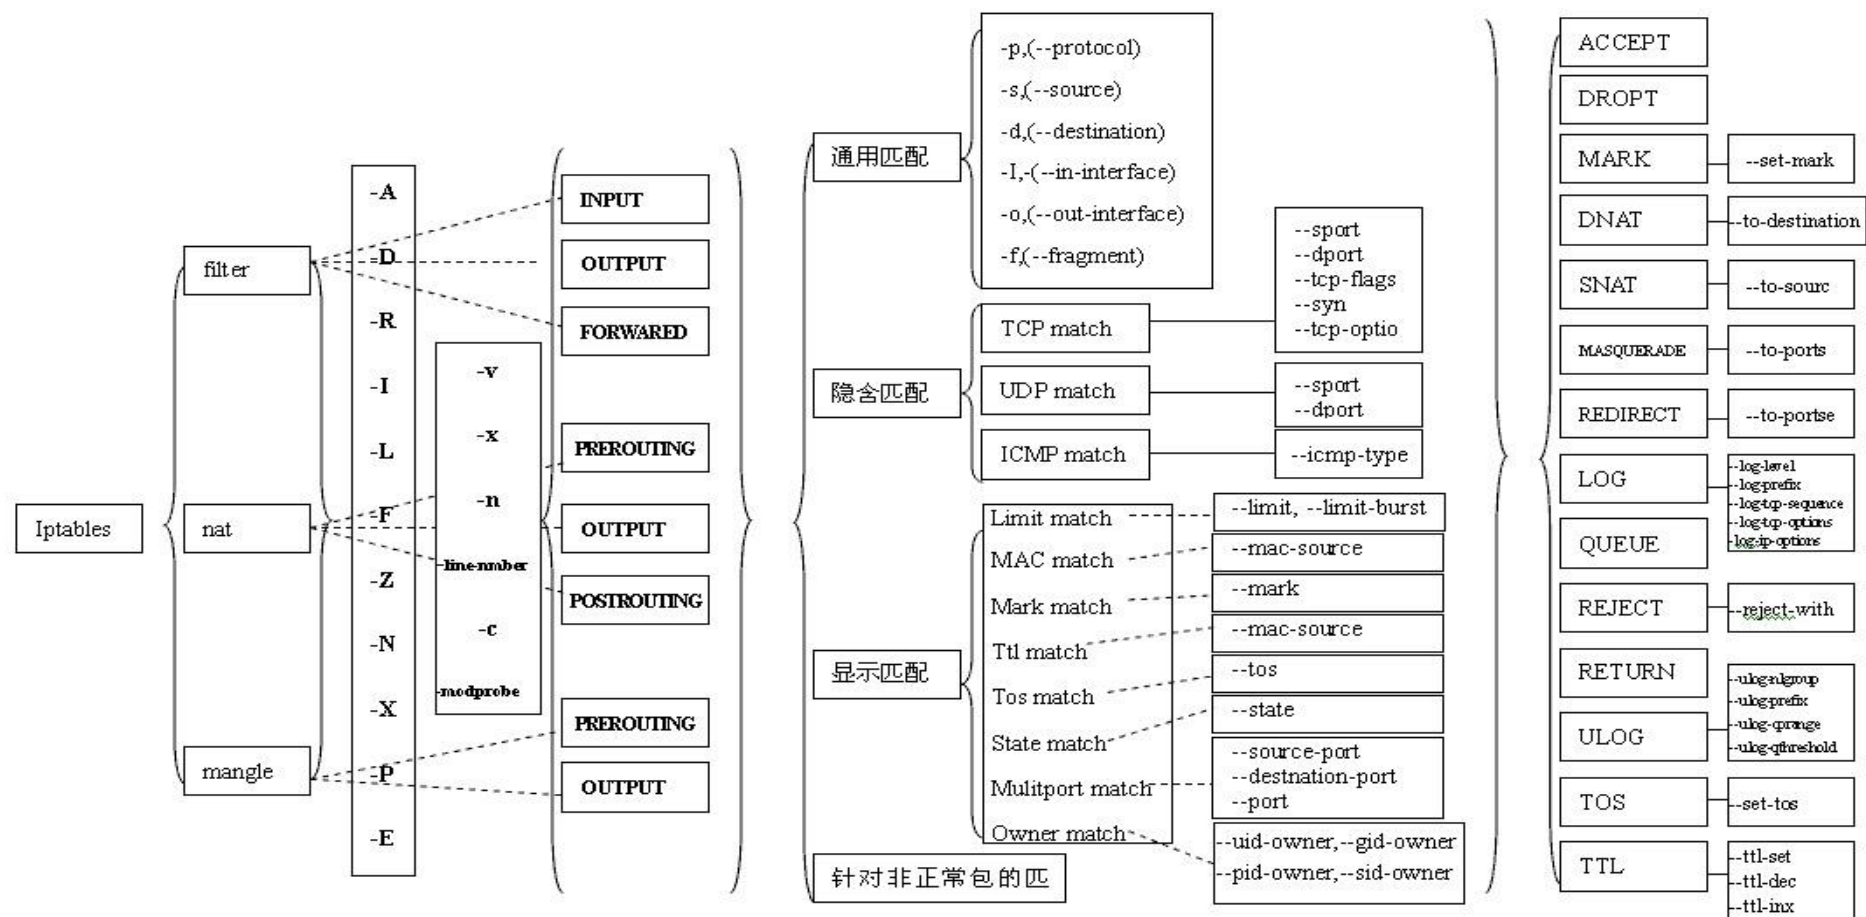 Iptables
filter
nat
mangle
-A
-D
-R
-I
-L
-F
-Z
-N
-X
-P
-E
-v
-x
-n
-line-nmber
-c
-modprobe
INPUT
OUTPUT
FORWARED
PREROUTING
OUTPUT
POSTROUTING
PREROUTING
OUTPUT
通用匹配
-p,(--protocol)
-s,(--source)
-d,(--destination)
-I,-(--in-interface)
-o,(--out-interface)
-f,(--fragment)
隐含匹配
TCP match
--sport
--dport
--tcp-flags
--syn
--tcp-optio
UDP match
--sport
--dport
ICMP match
--icmp-type
显示匹配
Limit match
--limit, --limit-burst
MAC match
--mac-source
Mark match
--mark
Ttl match
--mac-source
Tos match
--tos
State match
--state
Mulitport match
--source-port
--destnation-port
--port
Owner match
--uid-owner,--gid-owner
--pid-owner,--sid-owner
针对非正常包的匹
ACCEPT
DROPT
MARK
--set-mark
DNAT
--to-destination
SNAT
--to-sourc
MASQUERADE
--to-ports
REDIRECT
--to-portse
LOG
--log-level
--log-prefix
--log-tcp-sequence
--log-tcp-options
-log-ip-options
QUEUE
REJECT
--reject-with
RETURN
ULOG
--ulog-nlgroup
--ulog-prefix
--ulog-cprange
--ulog-qthreshold
TOS
--set-tos
TTL
--ttl-set
--ttl-dec
--ttl-inx